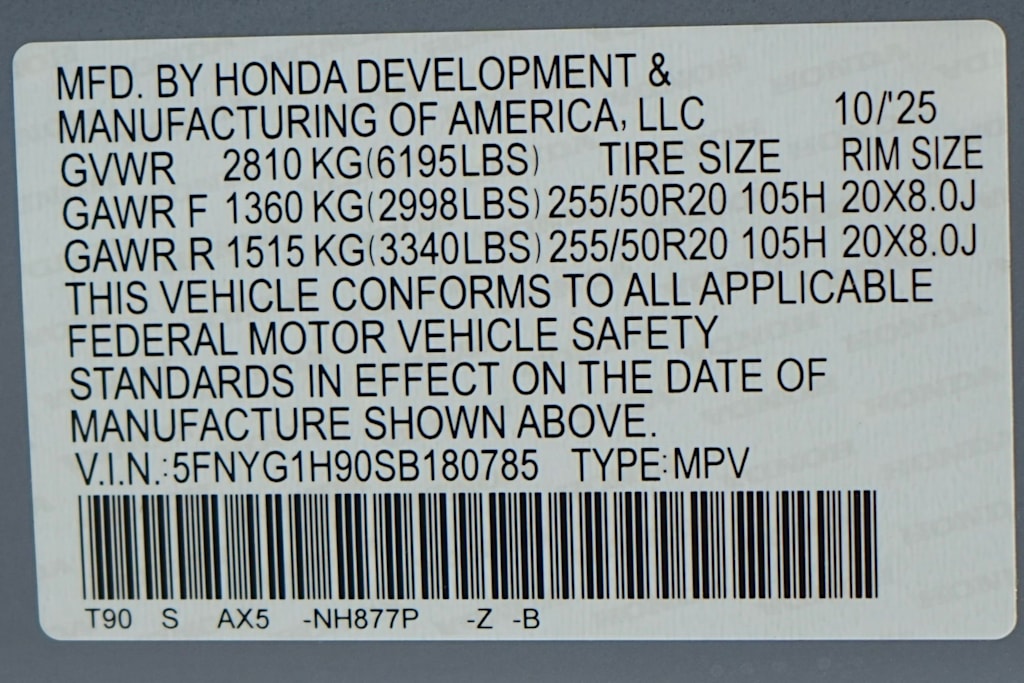 MFD. BY HONDA DEVELOPMENT &
MANUFACTURING OF AMERICA, LLC 10/'25
GVWR 2810 KG(6195LBS) TIRE SIZE RIM SIZE
GAWR F 1360 KG(2998LBS) 255/50R20 105H 20X8.0J
GAWR R 1515 KG(3340LBS) 255/50R20 105H 20X8.0J
THIS VEHICLE CONFORMS TO ALL APPLICABLE
FEDERAL MOTOR VEHICLE SAFETY
STANDARDS IN EFFECT ON THE DATE OF
MANUFACTURE SHOWN ABOVE.
V.I.N.:5FNYG1H90SB180785 TYPE:MPV
T90 S AX5 -NH877P -Z -B